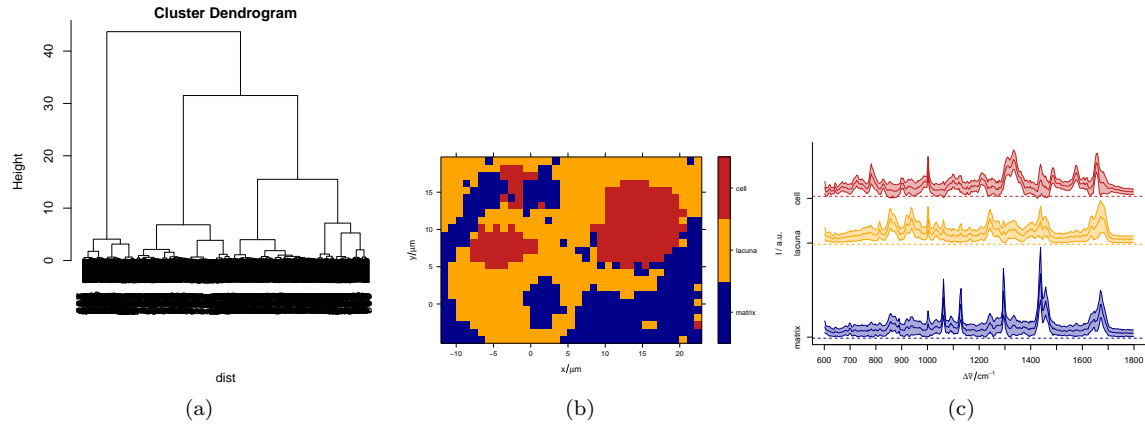 Cluster Dendrogram
Height
0
10
20
30
40
dist
(a)
y/μm
15
10
5
0
−10
−5
0
5
10
15
20
x/μm
cell
lacuna
matrix
(b)
I / a.u.
cell
lacuna
matrix
600
700
800
900
1000
1200
1300
1400
1500
1600
1800
Δν̃/cm⁻¹
(c)